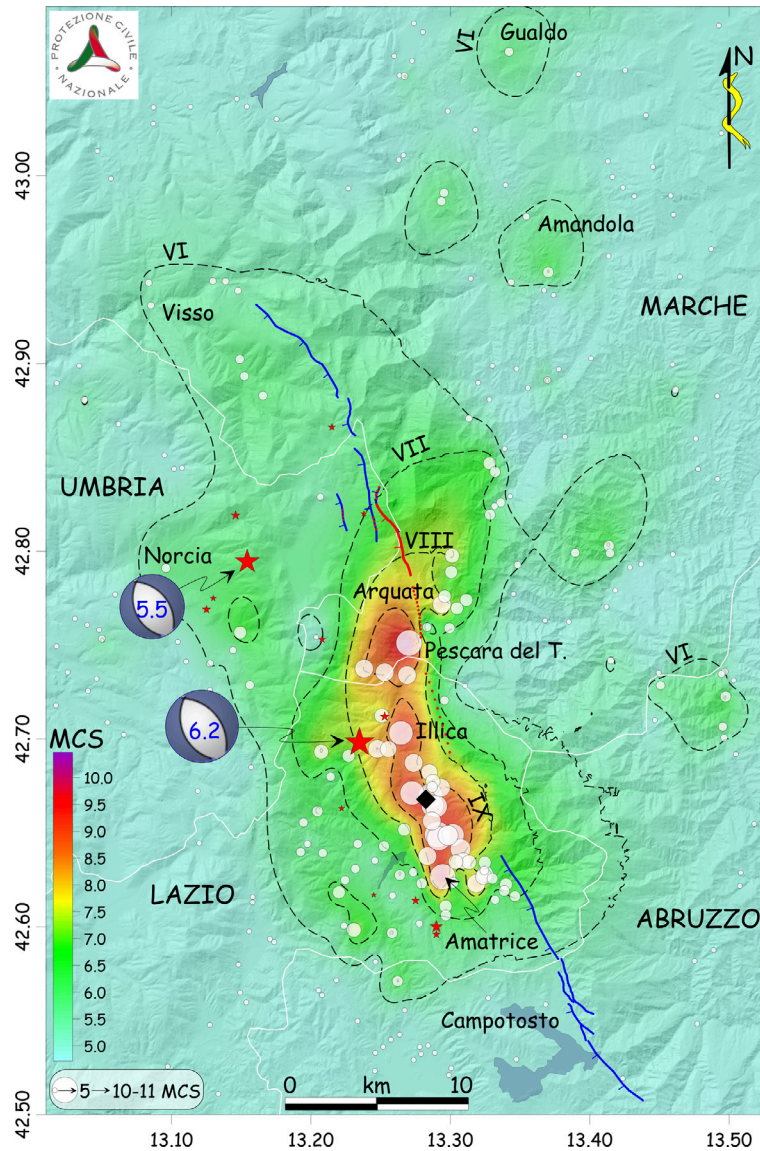 PROTEZIONE CIVILE
NAZIONALE
VI
Gualdo
N
43.00
Amandola
VI
Visso
MARCHE
42.90
VII
UMBRIA
VIII
42.80
Norcia
Arquata
5.5
Pescara del T.
VI
6.2
42.70
Illica
MCS
10.0
9.5
9.0
8.5
8.0
7.5
7.0
6.5
6.0
5.5
5.0
IX
LAZIO
42.60
ABRUZZO
Amatrice
Campotosto
5→10-11 MCS
0 km 10
42.50
13.10 13.20 13.30 13.40 13.50